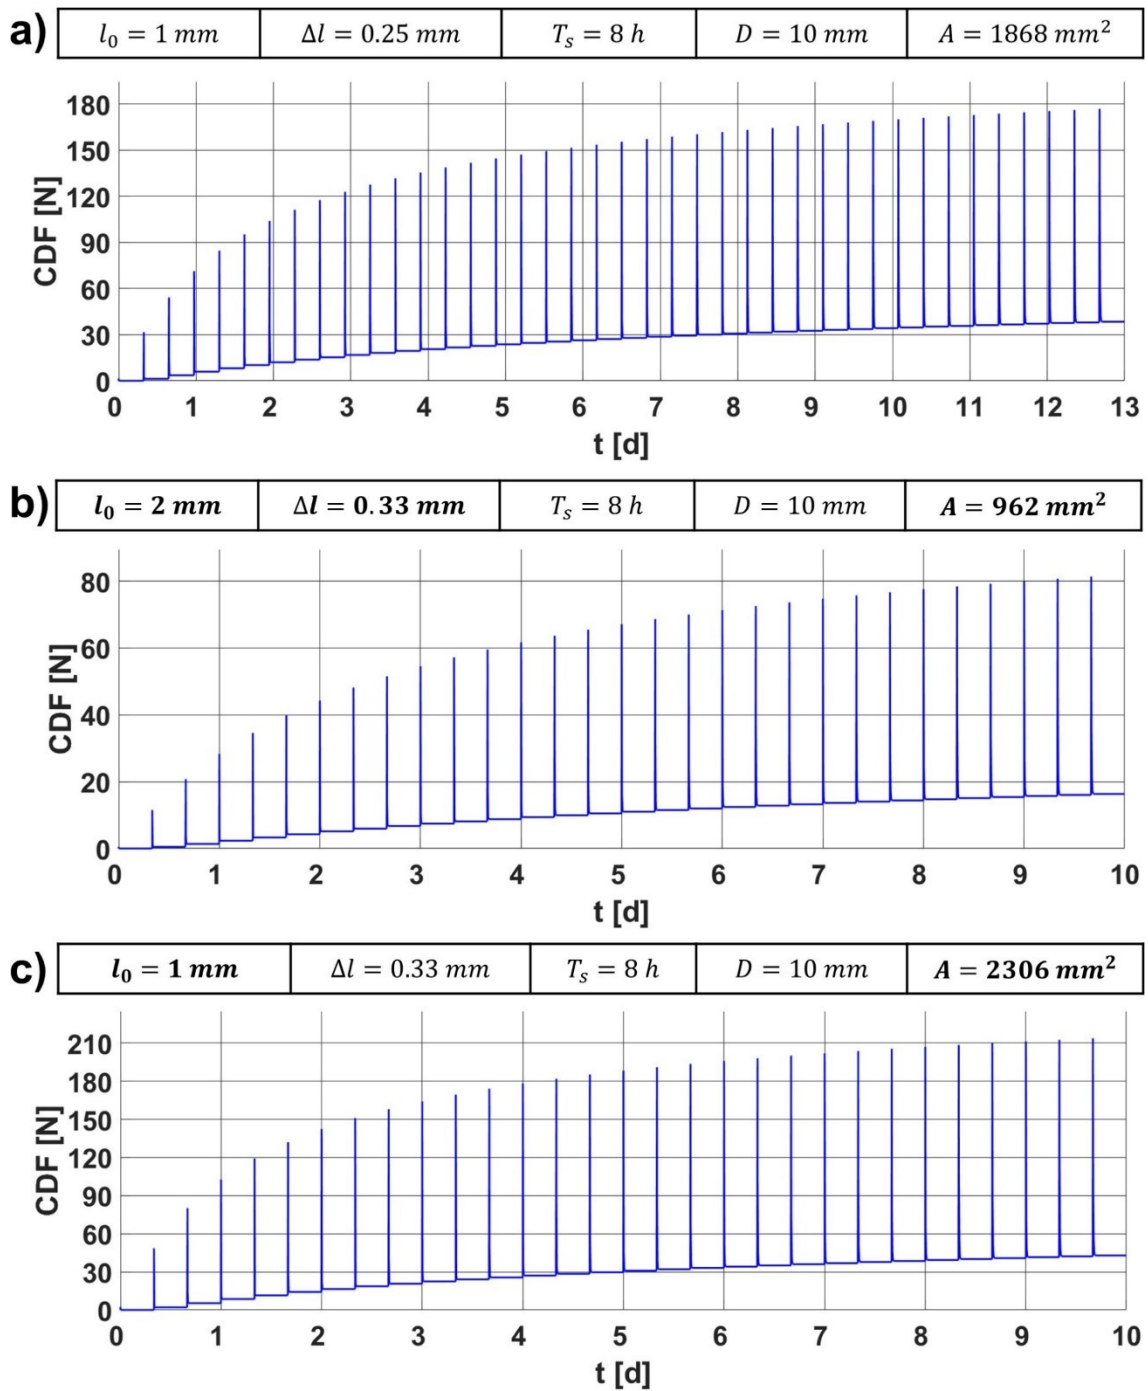 a) l₀ = 1 mm Δl = 0.25 mm Tₛ = 8 h D = 10 mm A = 1868 mm²
180
150
120
90
60
30
0
CDF [N]
0 1 2 3 4 5 6 7 8 9 10 11 12 13
t [d]
b) l₀ = 2 mm Δl = 0.33 mm Tₛ = 8 h D = 10 mm A = 962 mm²
80
60
40
20
0
CDF [N]
0 1 2 3 4 5 6 7 8 9 10
t [d]
c) l₀ = 1 mm Δl = 0.33 mm Tₛ = 8 h D = 10 mm A = 2306 mm²
210
180
150
120
90
60
30
0
CDF [N]
0 1 2 3 4 5 6 7 8 9 10
t [d]